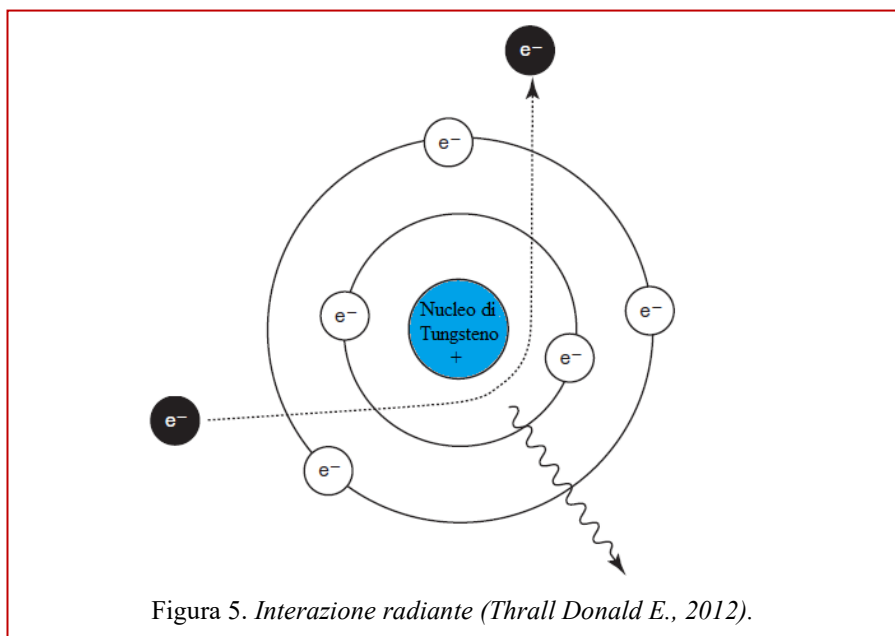 e−
e−
Nucleo di
Tungsteno
+
e−
e−
e−
e−
e−
Figura 5. Interazione radiante (Thrall Donald E., 2012).